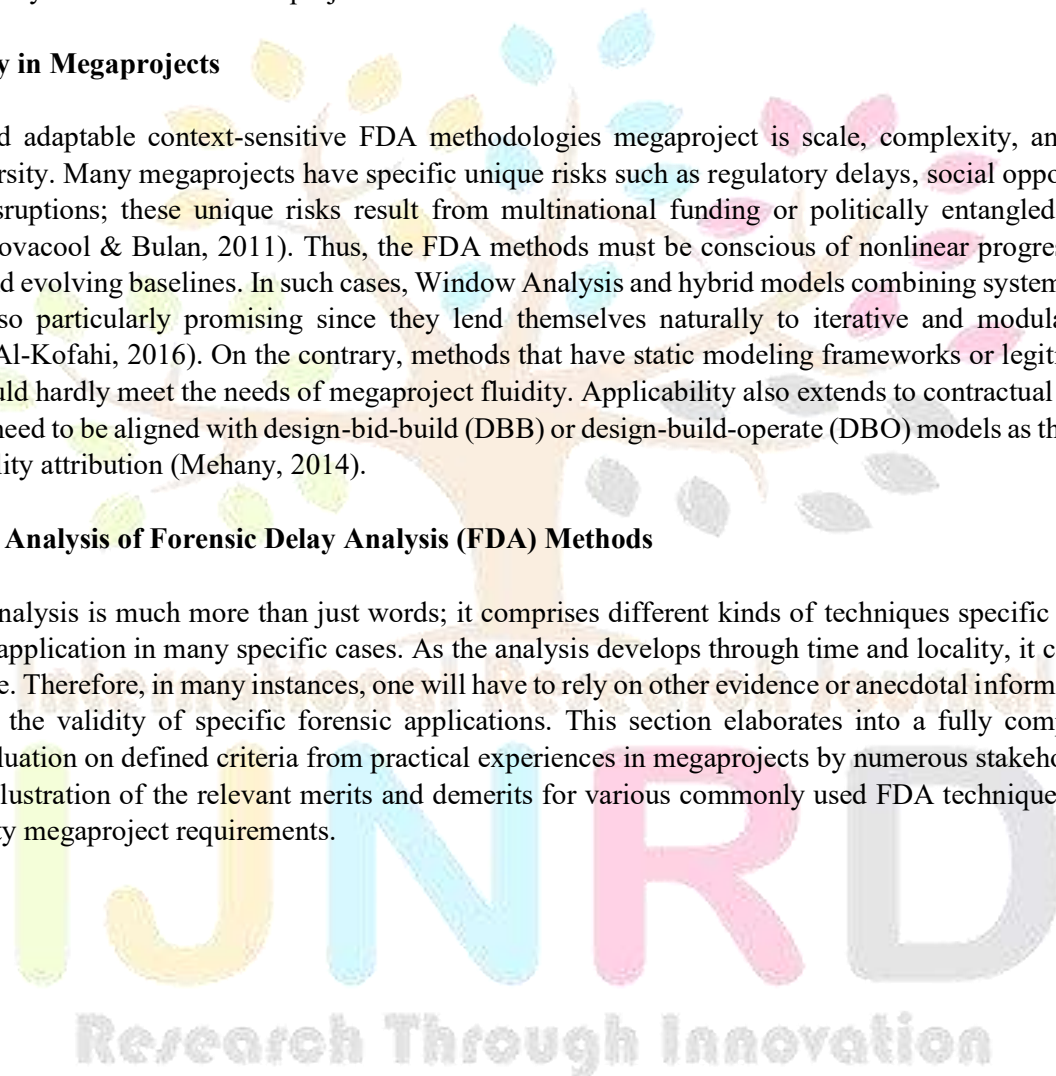 y in Megaprojects
d adaptable context-sensitive FDA methodologies megaproject is scale, complexity, an
rsity. Many megaprojects have specific unique risks such as regulatory delays, social oppo
sruptions; these unique risks result from multinational funding or politically entangled
ovacool & Bulan, 2011). Thus, the FDA methods must be conscious of nonlinear progre
d evolving baselines. In such cases, Window Analysis and hybrid models combining system
so particularly promising since they lend themselves naturally to iterative and modula
Al-Kofahi, 2016). On the contrary, methods that have static modeling frameworks or legiti
uld hardly meet the needs of megaproject fluidity. Applicability also extends to contractual
need to be aligned with design-bid-build (DBB) or design-build-operate (DBO) models as th
lity attribution (Mehany, 2014).
Analysis of Forensic Delay Analysis (FDA) Methods
nalysis is much more than just words; it comprises different kinds of techniques specific
application in many specific cases. As the analysis develops through time and locality, it c
e. Therefore, in many instances, one will have to rely on other evidence or anecdotal inform
the validity of specific forensic applications. This section elaborates into a fully comp
luation on defined criteria from practical experiences in megaprojects by numerous stakeho
llustration of the relevant merits and demerits for various commonly used FDA technique
ty megaproject requirements.
IJNRD
Research Through Innovation